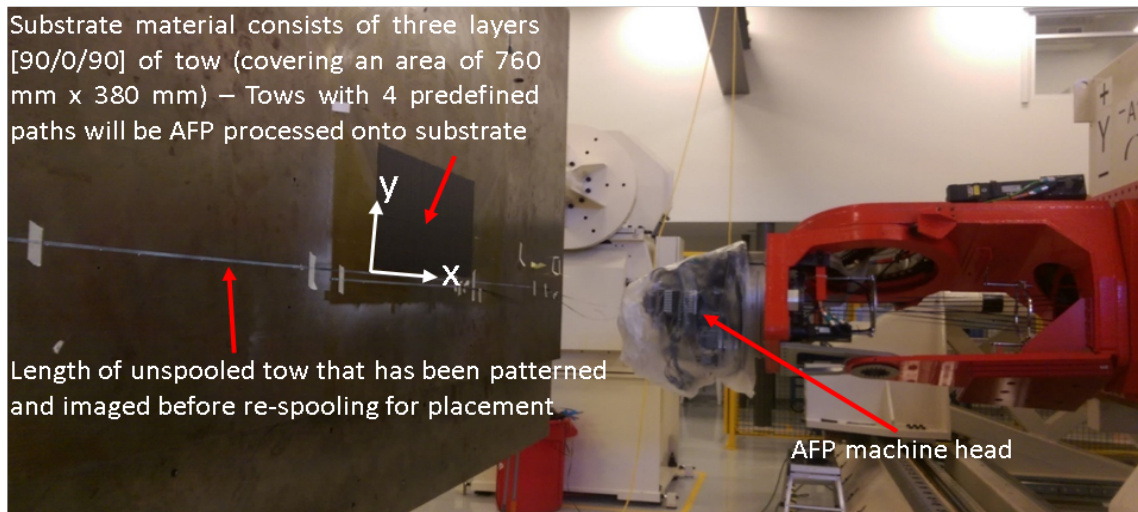 Substrate material consists of three layers
[90/0/90] of tow (covering an area of 760
mm x 380 mm) – Tows with 4 predefined
paths will be AFP processed onto substrate
y
x
Length of unspooled tow that has been patterned
and imaged before re-spooling for placement
AFP machine head
+
Y
−
-A